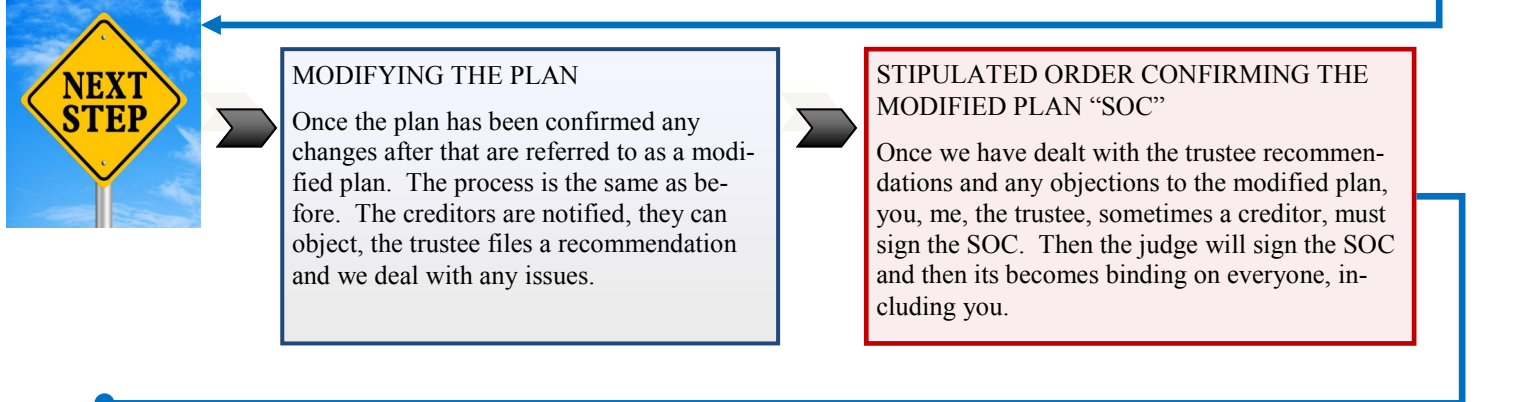 NEXT
STEP
MODIFYING THE PLAN
Once the plan has been confirmed any
changes after that are referred to as a modi-
fied plan.  The process is the same as be-
fore.  The creditors are notified, they can
object, the trustee files a recommendation
and we deal with any issues.
STIPULATED ORDER CONFIRMING THE
MODIFIED PLAN “SOC”
Once we have dealt with the trustee recommen-
dations and any objections to the modified plan,
you, me, the trustee, sometimes a creditor, must
sign the SOC.  Then the judge will sign the SOC
and then its becomes binding on everyone, in-
cluding you.